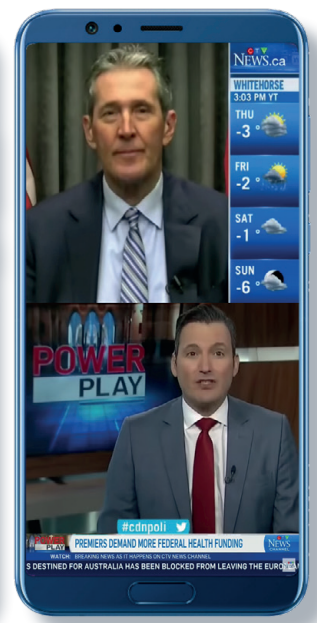 CTV
NEWS.ca
WHITEHORSE
3:03 PM YT
THU
-3°
FRI
-2°
SAT
-1°
SUN
-6°
POWER
PLAY
#cdnpoli
POWER
PLAY
PREMIERS DEMAND MORE FEDERAL HEALTH FUNDING
CTV
NEWS
CHANNEL
WATCH: BREAKING NEWS AS IT HAPPENS ON CTV NEWS CHANNEL
S DESTINED FOR AUSTRALIA HAS BEEN BLOCKED FROM LEAVING THE EUROPEA